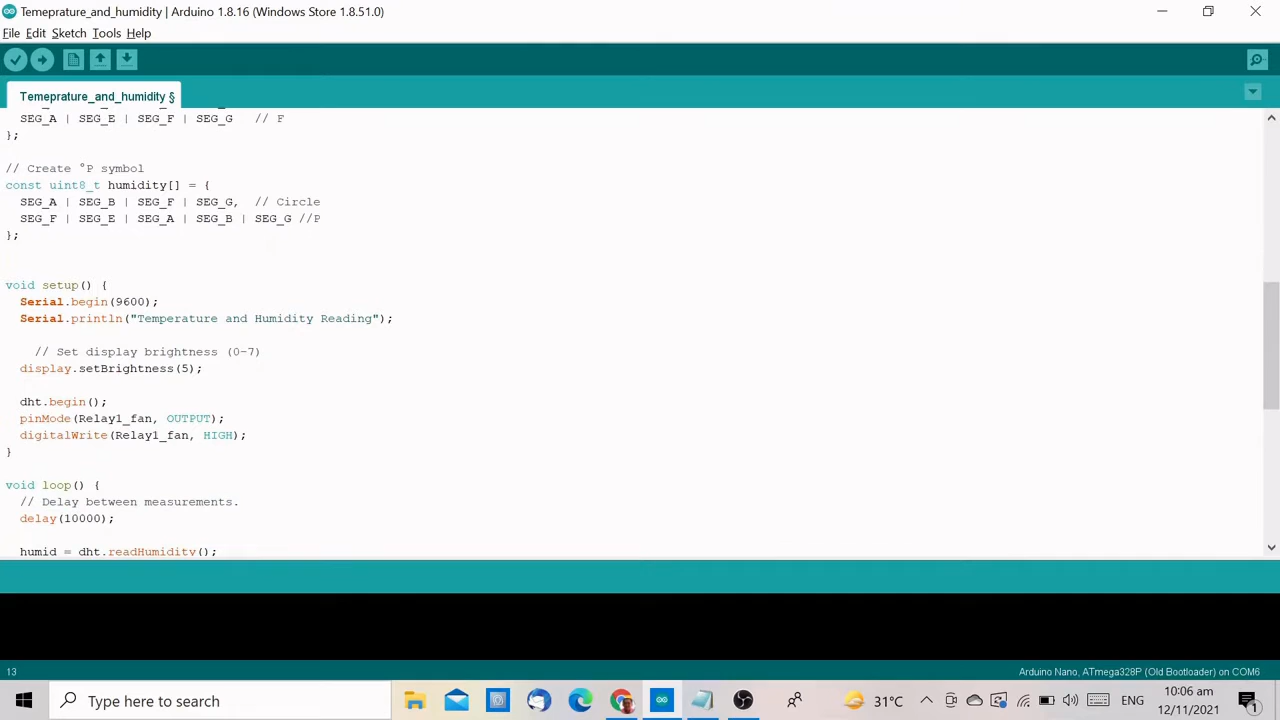 Temeprature_and_humidity | Arduino 1.8.16 (Windows Store 1.8.51.0)
File Edit Sketch Tools Help
Temeprature_and_humidity §
SEG_A | SEG_E | SEG_F | SEG_G // F
};
// Create °P symbol
const uint8_t humidity[] = {
SEG_A | SEG_B | SEG_F | SEG_G, // Circle
SEG_F | SEG_E | SEG_A | SEG_B | SEG_G //P
};
void setup() {
Serial.begin(9600);
Serial.println("Temperature and Humidity Reading");
// Set display brightness (0-7)
display.setBrightness(5);
dht.begin();
pinMode(Relay1_fan, OUTPUT);
digitalWrite(Relay1_fan, HIGH);
}
void loop() {
// Delay between measurements.
delay(10000);
humid = dht.readHumidity();
13
Arduino Nano, ATmega328P (Old Bootloader) on COM6
Type here to search
31°C
ENG
10:06 am
12/11/2021
1